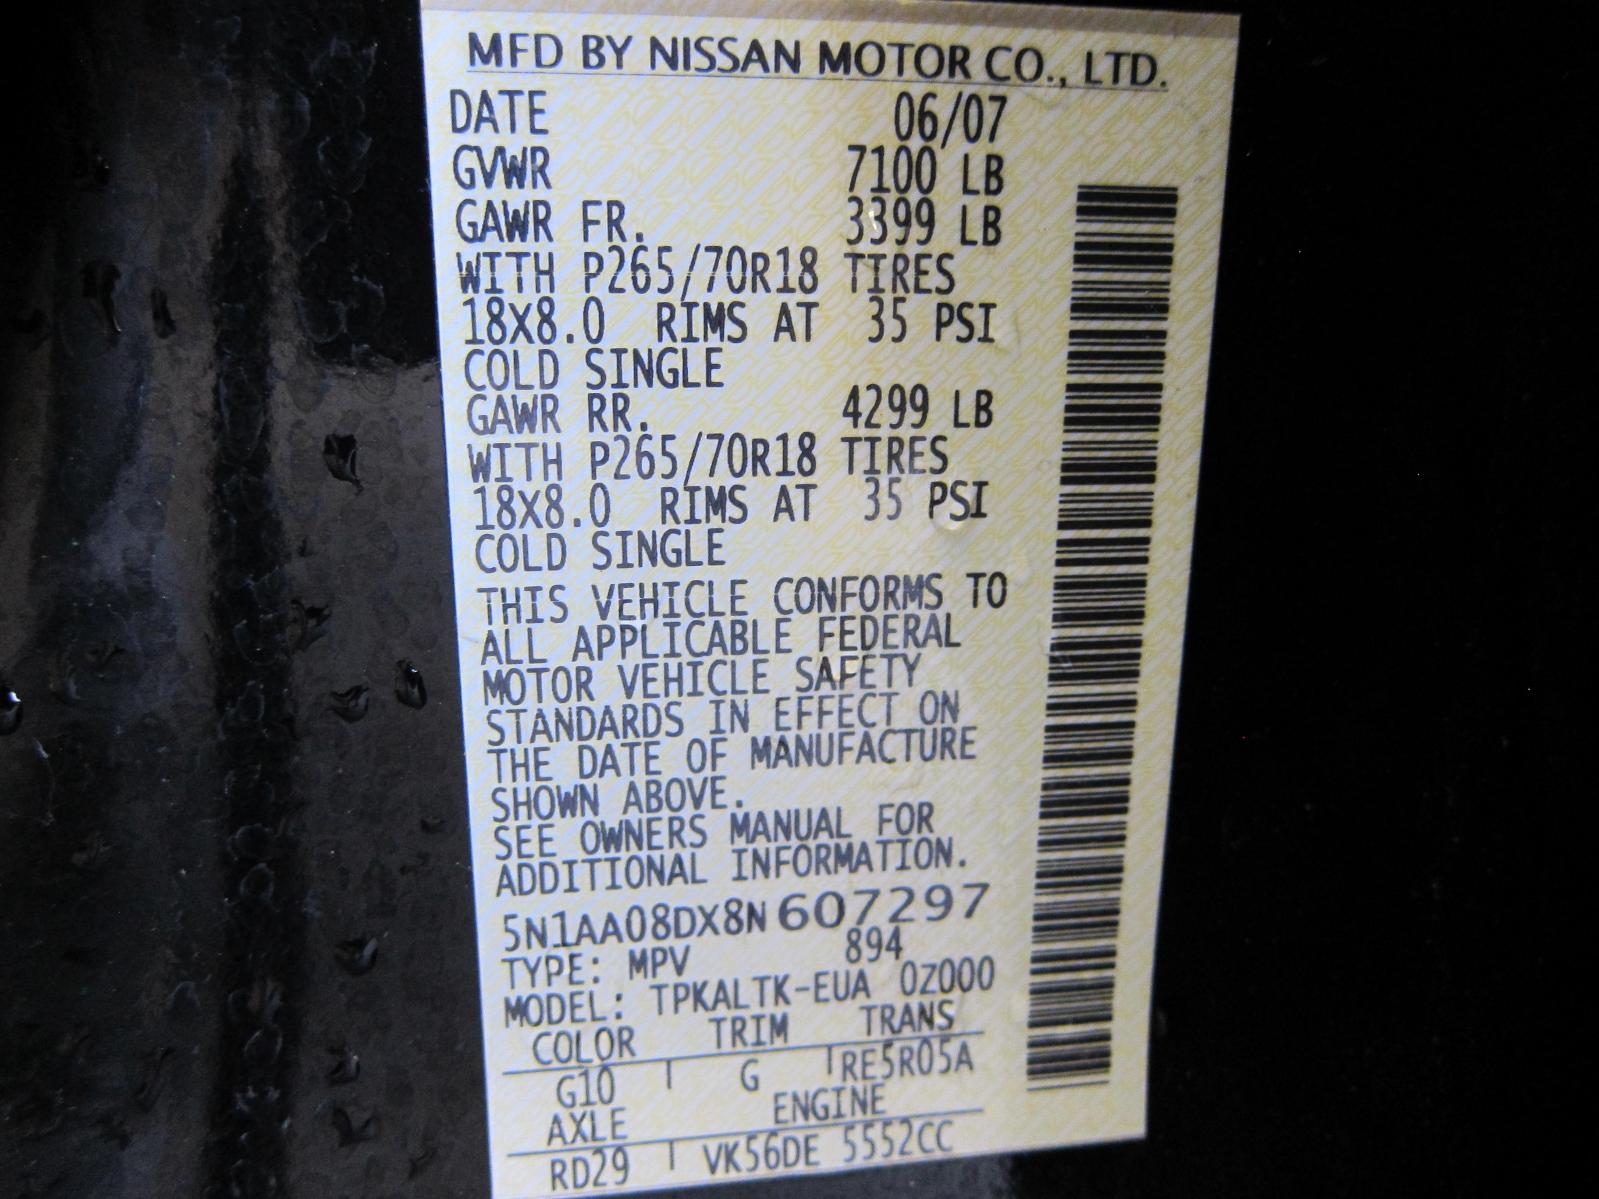 MFD BY NISSAN MOTOR CO., LTD.
DATE 06/07
GVWR 7100 LB
GAWR FR. 3399 LB
WITH P265/70R18 TIRES
18X8.0 RIMS AT 35 PSI
COLD SINGLE
GAWR RR. 4299 LB
WITH P265/70R18 TIRES
18X8.0 RIMS AT 35 PSI
COLD SINGLE
THIS VEHICLE CONFORMS TO
ALL APPLICABLE FEDERAL
MOTOR VEHICLE SAFETY
STANDARDS IN EFFECT ON
THE DATE OF MANUFACTURE
SHOWN ABOVE.
SEE OWNERS MANUAL FOR
ADDITIONAL INFORMATION.
5N1AA08DX8N607297
TYPE: MPV 894
MODEL: TPKALTK-EUA 0Z000
COLOR TRIM TRANS
G10 G RE5R05A
AXLE ENGINE
RD29 VK56DE 5552CC